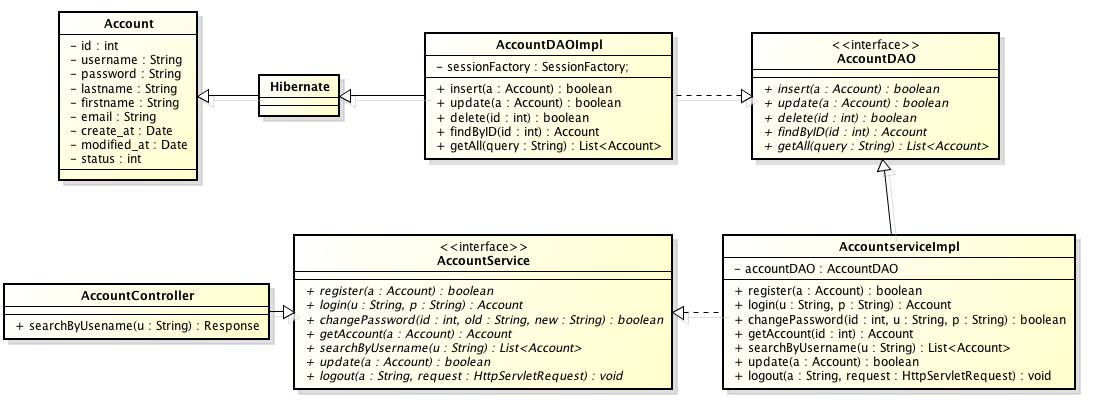 Account
- id : int
- username : String
- password : String
- lastname : String
- firstname : String
- email : String
- create_at : Date
- modified_at : Date
- status : int
Hibernate
AccountDAOImpl
- sessionFactory : SessionFactory;
+ insert(a : Account) : boolean
+ update(a : Account) : boolean
+ delete(id : int) : boolean
+ findByID(id : int) : Account
+ getAll(query : String) : List<Account>
<<interface>>
AccountDAO
+ insert(a : Account) : boolean
+ update(a : Account) : boolean
+ delete(id : int) : boolean
+ findByID(id : int) : Account
+ getAll(query : String) : List<Account>
AccountController
+ searchByUsename(u : String) : Response
<<interface>>
AccountService
+ register(a : Account) : boolean
+ login(u : String, p : String) : Account
+ changePassword(id : int, old : String, new : String) : boolean
+ getAccount(a : Account) : Account
+ searchByUsername(u : String) : List<Account>
+ update(a : Account) : boolean
+ logout(a : String, request : HttpServletRequest) : void
AccountserviceImpl
- accountDAO : AccountDAO
+ register(a : Account) : boolean
+ login(u : String, p : String) : Account
+ changePassword(id : int, u : String, p : String) : boolean
+ getAccount(id : int) : Account
+ searchByUsername(u : String) : List<Account>
+ update(a : Account) : boolean
+ logout(a : String, request : HttpServletRequest) : void